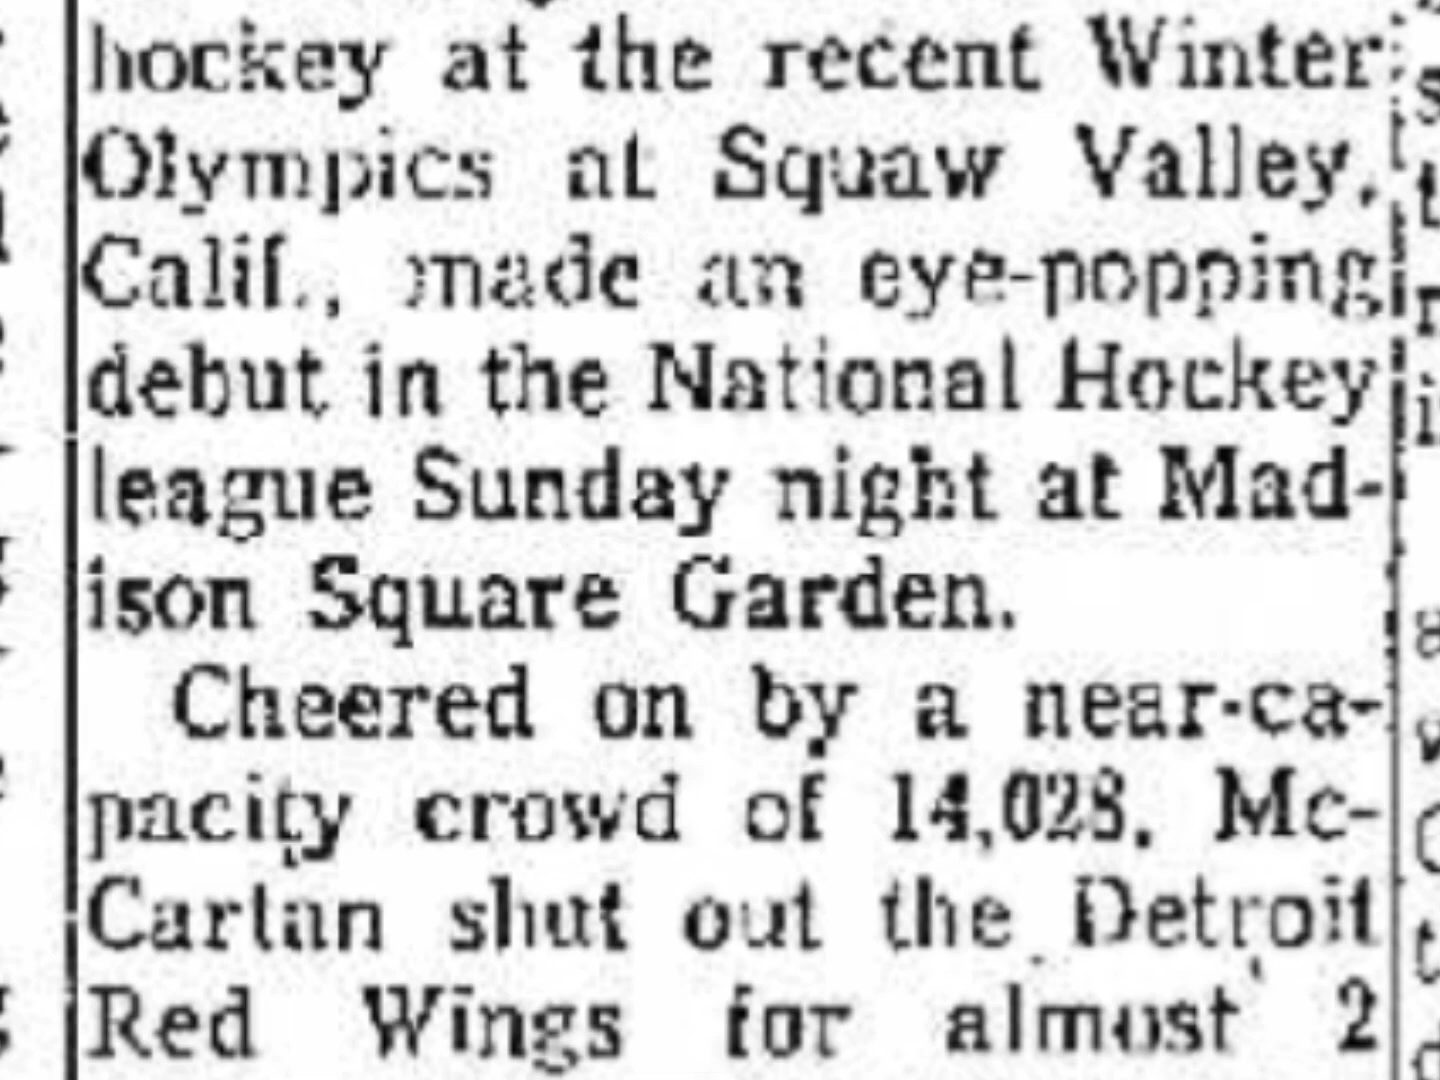 hockey at the recent Winter
Olympics at Squaw Valley,
Calif., made an eye-popping
debut in the National Hockey
league Sunday night at Mad-
ison Square Garden.
Cheered on by a near-ca-
pacity crowd of 14,028, Mc-
Cartan shut out the Detroit
Red Wings for almost 2